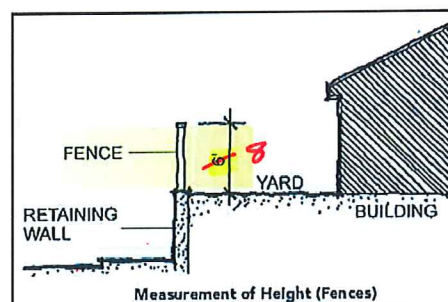 FENCE
6' 8
YARD
RETAINING
WALL
BUILDING
Measurement of Height (Fences)